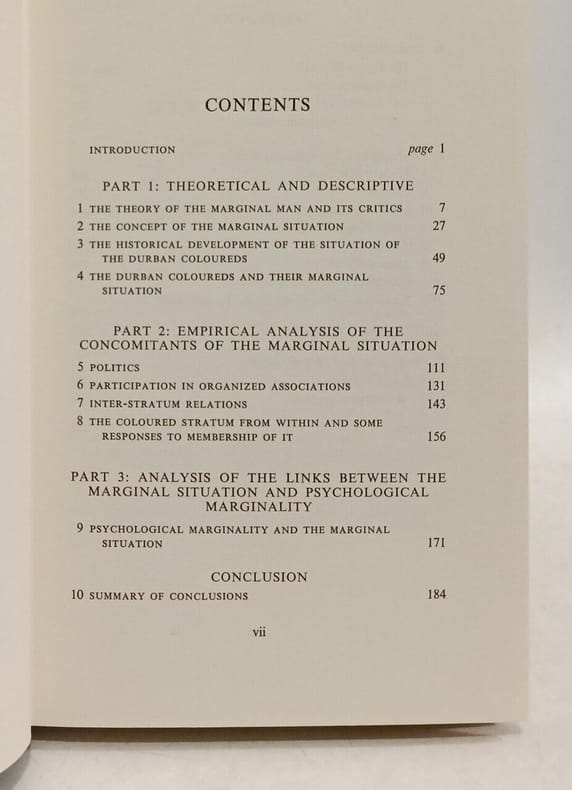 CONTENTS
INTRODUCTION page 1
PART 1: THEORETICAL AND DESCRIPTIVE
1 THE THEORY OF THE MARGINAL MAN AND ITS CRITICS 7
2 THE CONCEPT OF THE MARGINAL SITUATION 27
3 THE HISTORICAL DEVELOPMENT OF THE SITUATION OF
THE DURBAN COLOUREDS 49
4 THE DURBAN COLOUREDS AND THEIR MARGINAL
SITUATION 75
PART 2: EMPIRICAL ANALYSIS OF THE
CONCOMITANTS OF THE MARGINAL SITUATION
5 POLITICS 111
6 PARTICIPATION IN ORGANIZED ASSOCIATIONS 131
7 INTER-STRATUM RELATIONS 143
8 THE COLOURED STRATUM FROM WITHIN AND SOME
RESPONSES TO MEMBERSHIP OF IT 156
PART 3: ANALYSIS OF THE LINKS BETWEEN THE
MARGINAL SITUATION AND PSYCHOLOGICAL
MARGINALITY
9 PSYCHOLOGICAL MARGINALITY AND THE MARGINAL
SITUATION 171
CONCLUSION
10 SUMMARY OF CONCLUSIONS 184
vii